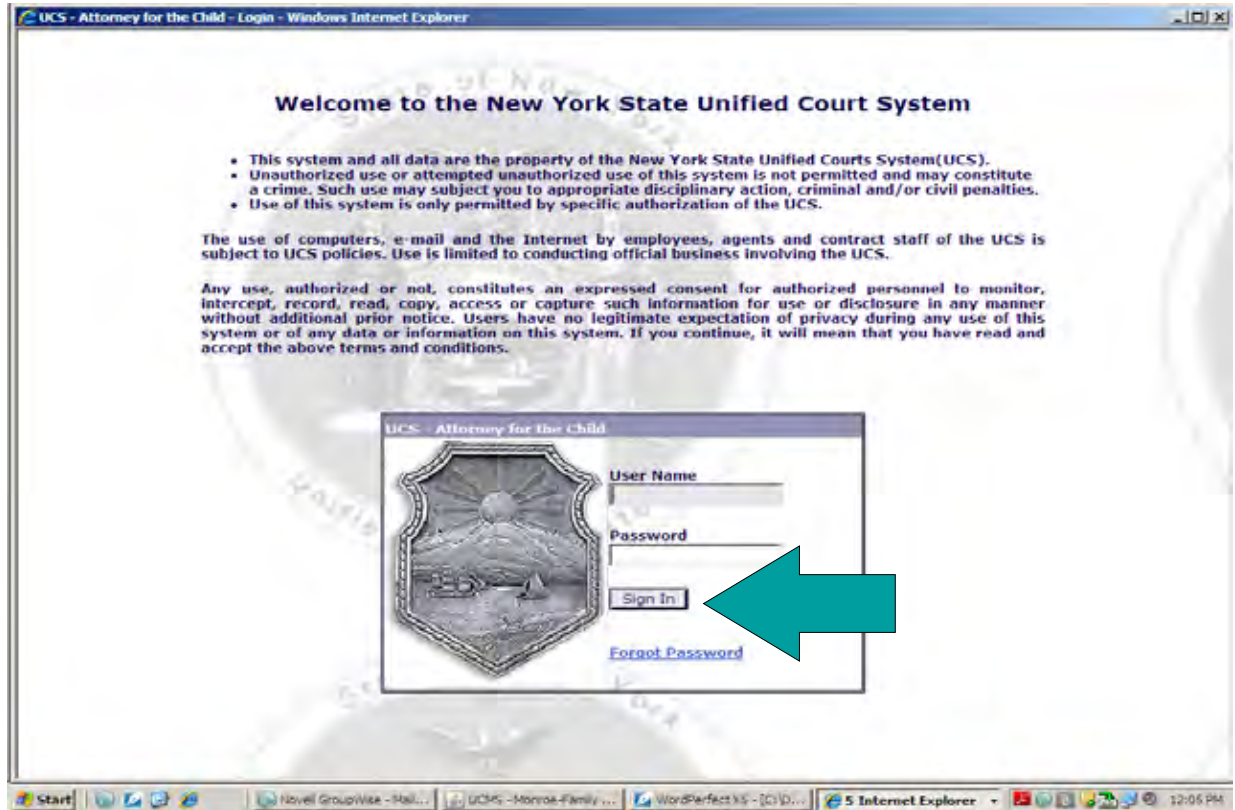 UCS - Attorney for the Child - Login - Windows Internet Explorer
Welcome to the New York State Unified Court System
• This system and all data are the property of the New York State Unified Courts System(UCS).
• Unauthorized use or attempted unauthorized use of this system is not permitted and may constitute
a crime. Such use may subject you to appropriate disciplinary action, criminal and/or civil penalties.
• Use of this system is only permitted by specific authorization of the UCS.
The use of computers, e-mail and the Internet by employees, agents and contract staff of the UCS is
subject to UCS policies. Use is limited to conducting official business involving the UCS.
Any use, authorized or not, constitutes an expressed consent for authorized personnel to monitor,
intercept, record, read, copy, access or capture such information for use or disclosure in any manner
without additional prior notice. Users have no legitimate expectation of privacy during any use of this
system or of any data or information on this system. If you continue, it will mean that you have read and
accept the above terms and conditions.
UCS - Attorney for the Child
User Name
Password
Sign In
Forgot Password
Start
Novell GroupWise - Mail...
UCMS - Monroe-Family ...
WordPerfect X3 - [C:\D...
5 Internet Explorer
12:05 PM